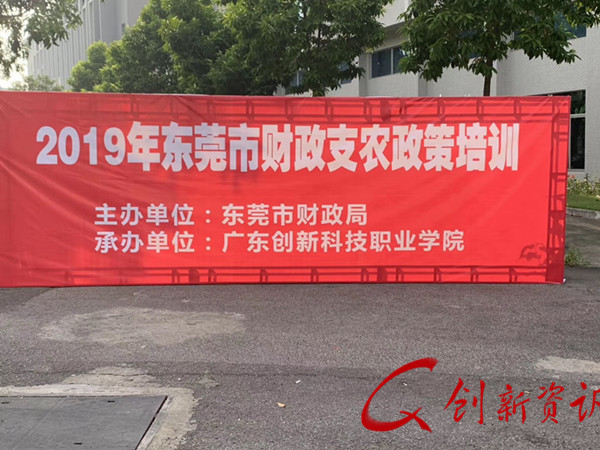 2019年东莞市财政支农政策培训
主办单位：东莞市财政局
承办单位：广东创新科技职业学院
创新资讯